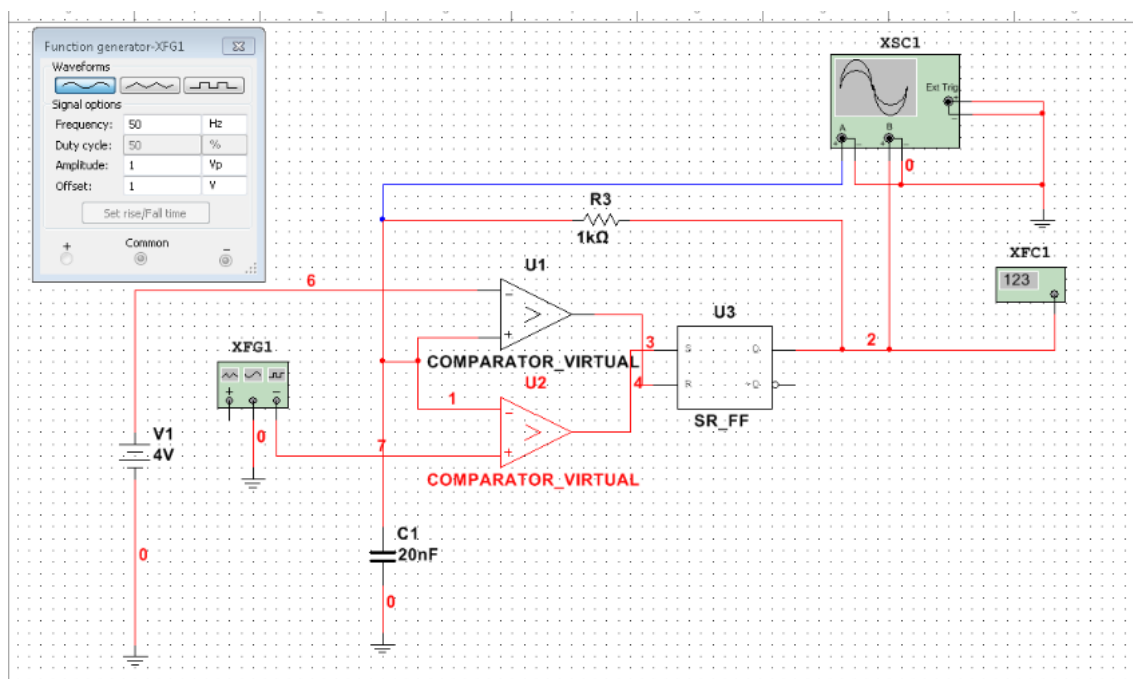 Function generator-XFG1
Waveforms
Signal options
Frequency: 50 Hz
Duty cycle: 50 %
Amplitude: 1 Vp
Offset: 1 V
Set rise/Fall time
+ Common −
XSC1
Ext Trig
+
−
A B
+ − + −
0
R3
1kΩ
XFC1
123
U1
6
−
+
COMPARATOR_VIRTUAL
U3
S Q
R ~Q
SR_FF
3
4
2
XFG1
+ −
0
U2
1
−
+
COMPARATOR_VIRTUAL
7
V1
4V
0
C1
20nF
0